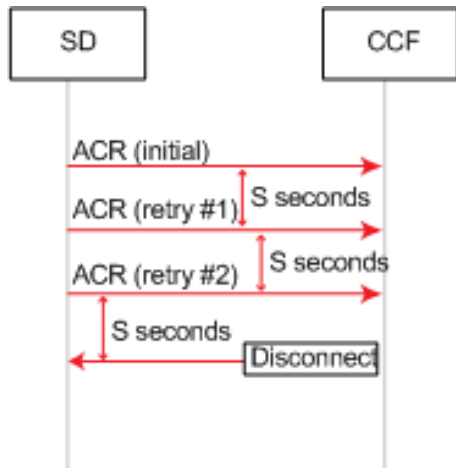 SD
CCF
ACR (initial)
S seconds
ACR (retry #1)
S seconds
ACR (retry #2)
S seconds
Disconnect